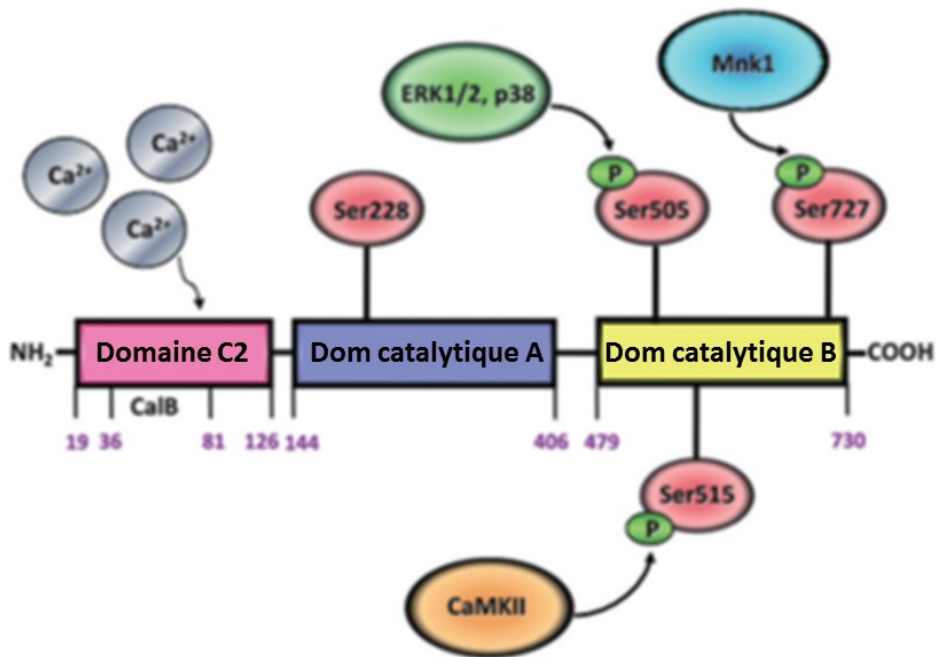 Mnk1
ERK1/2, p38
Ca²⁺
Ca²⁺
Ca²⁺
P
P
Ser228
Ser505
Ser727
NH₂
Domaine C2
Dom catalytique A
Dom catalytique B
COOH
CalB
19 36 81 126 144 406 479 730
Ser515
P
CaMKII